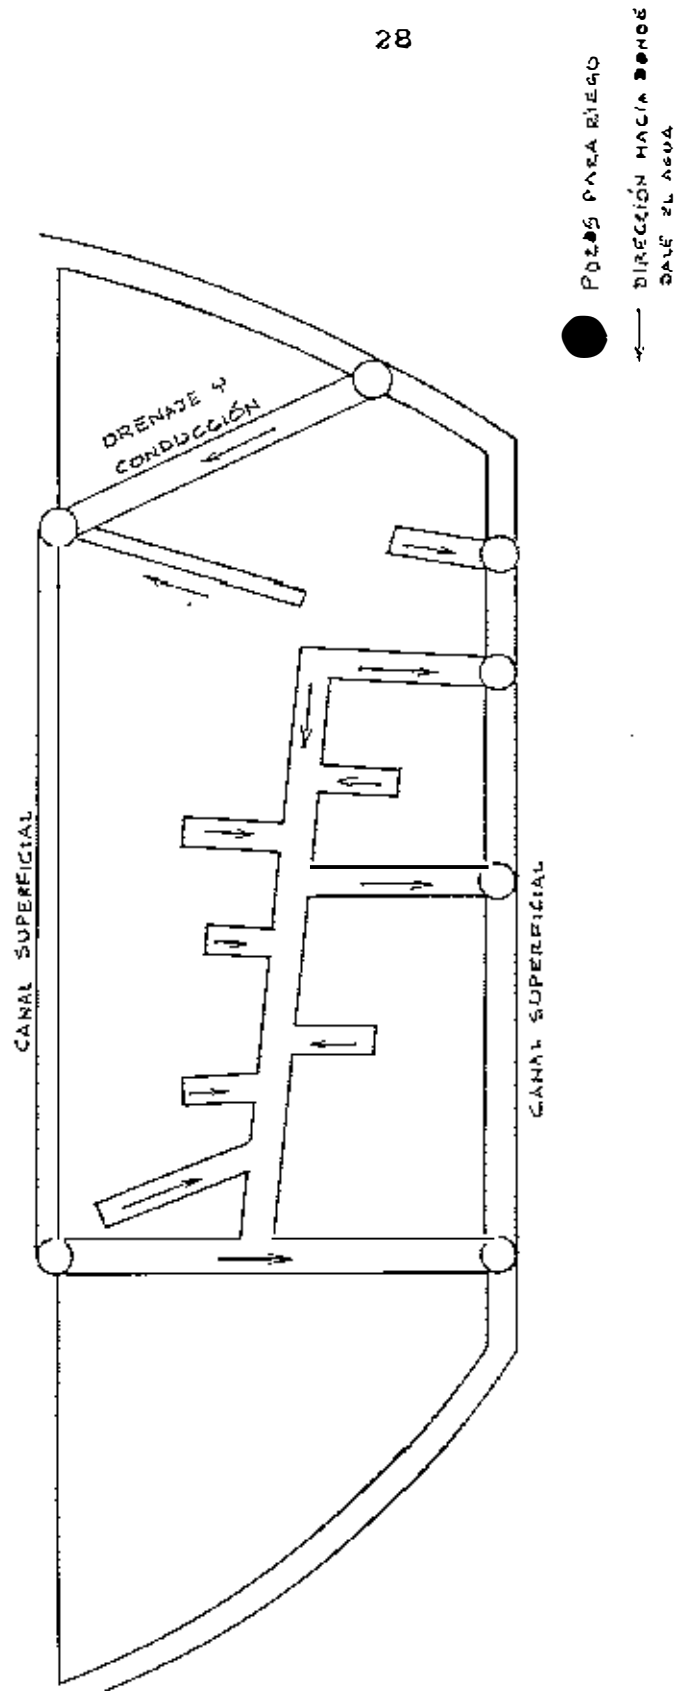 28
POZOS PARA RIEGO
DIRECCIÓN HACIA DONDE
SALE EL AGUA
DRENAJE Y
CONDUCCIÓN
CANAL SUPERFICIAL
CANAL SUPERFICIAL